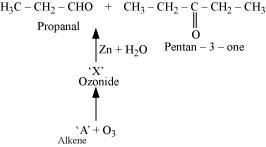 H₃C – CH₂ – CHO + CH₃ – CH₂ – C – CH₂ – CH₃
Propanal
O
Pentan – 3 – one
Zn + H₂O
'X'
Ozonide
'A' + O₃
Alkene